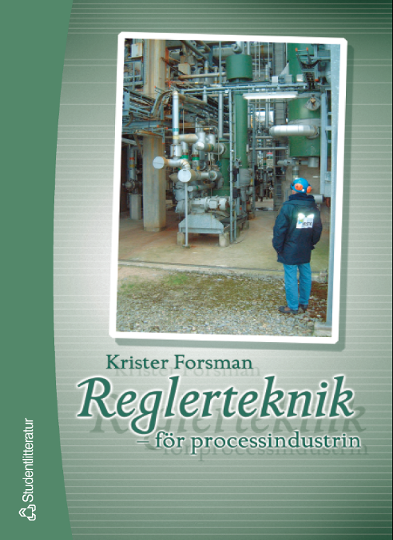 Krister Forsman
Reglerteknik
– för processindustrin
Studentlitteratur